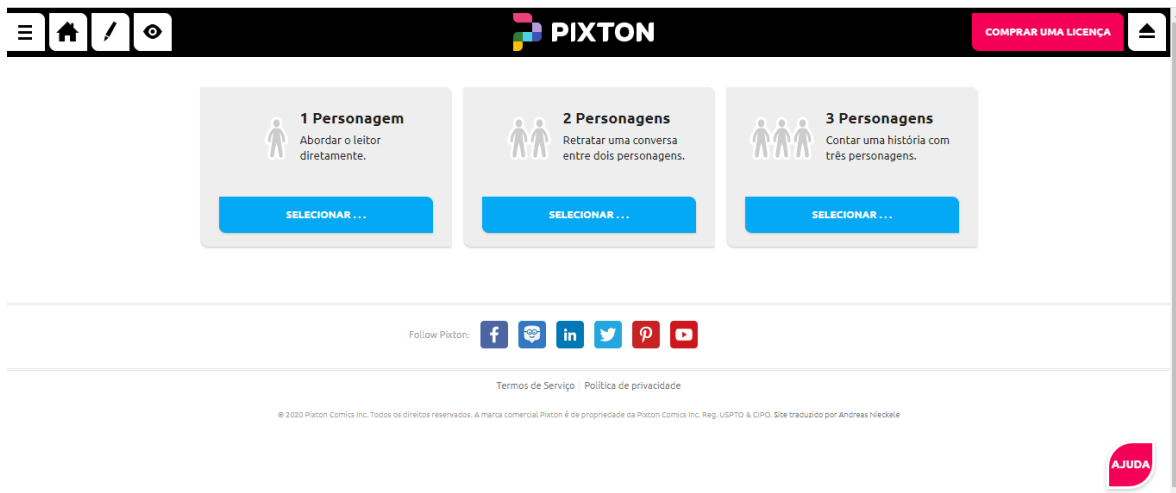 PIXTON
COMPRAR UMA LICENÇA
1 Personagem
Abordar o leitor
diretamente.
SELECIONAR . . .
2 Personagens
Retratar uma conversa
entre dois personagens.
SELECIONAR . . .
3 Personagens
Contar uma história com
três personagens.
SELECIONAR . . .
Follow Pixton:
Termos de Serviço | Política de privacidade
© 2020 Pixton Comics Inc. Todos os direitos reservados. A marca comercial Pixton é de propriedade da Pixton Comics Inc. Reg. USPTO & CIPO. Site traduzido por Andreas Nieckele
AJUDA